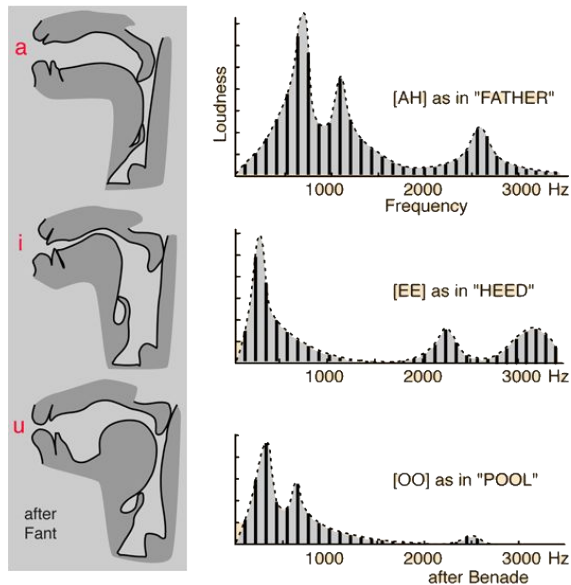 a
Loudness
[AH] as in "FATHER"
1000 2000 3000 Hz
Frequency
i
[EE] as in "HEED"
1000 2000 3000 Hz
u
[OO] as in "POOL"
after
Fant
1000 2000 3000 Hz
after Benade